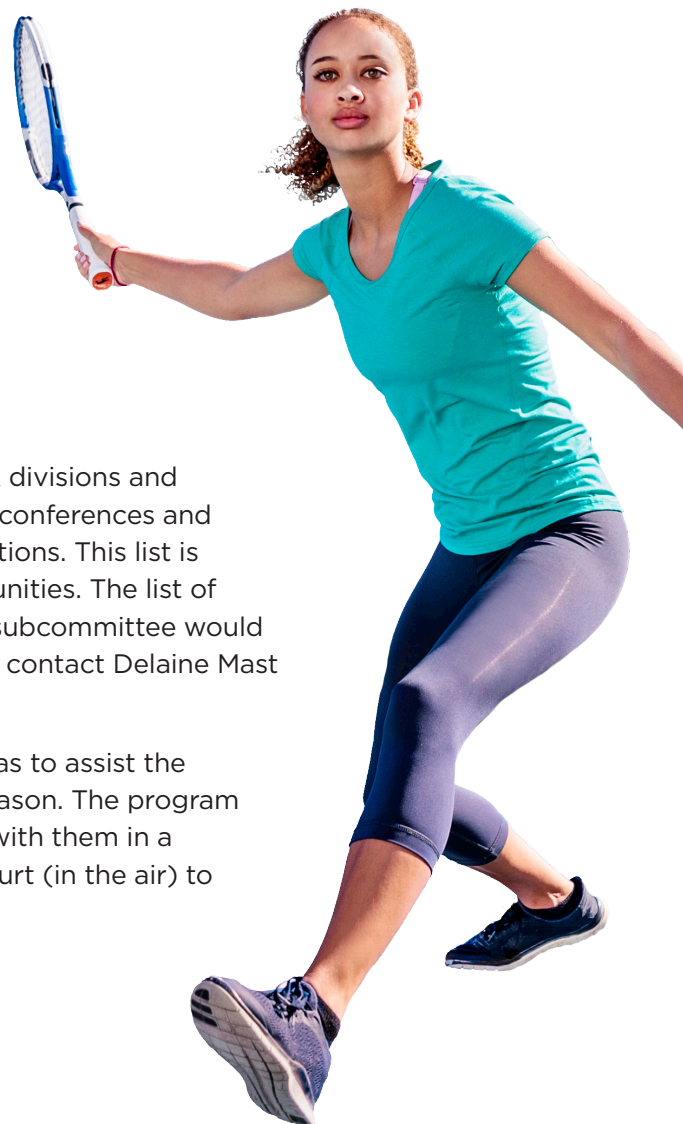 divisions and
conferences and
tions. This list is
unities. The list of
subcommittee would
contact Delaine Mast
as to assist the
ason. The program
with them in a
urt (in the air) to